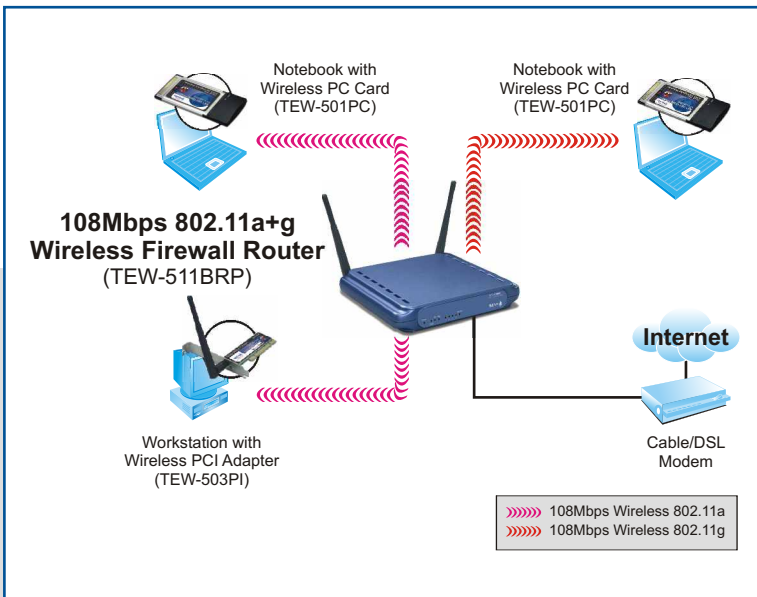 Notebook with
Wireless PC Card
(TEW-501PC)
Notebook with
Wireless PC Card
(TEW-501PC)
108Mbps 802.11a+g
Wireless Firewall Router
(TEW-511BRP)
Internet
Workstation with
Wireless PCI Adapter
(TEW-503PI)
Cable/DSL
Modem
108Mbps Wireless 802.11a
108Mbps Wireless 802.11g